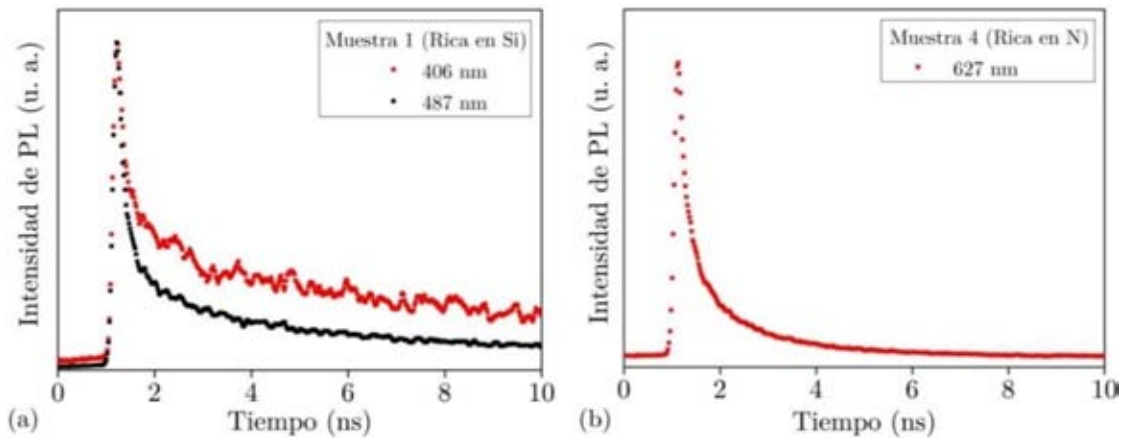 Intensidad de PL (u. a.)
Muestra 1 (Rica en Si)
406 nm
487 nm
0 2 4 6 8 10
Tiempo (ns)
(a)
Intensidad de PL (u. a.)
Muestra 4 (Rica en N)
627 nm
0 2 4 6 8 10
Tiempo (ns)
(b)